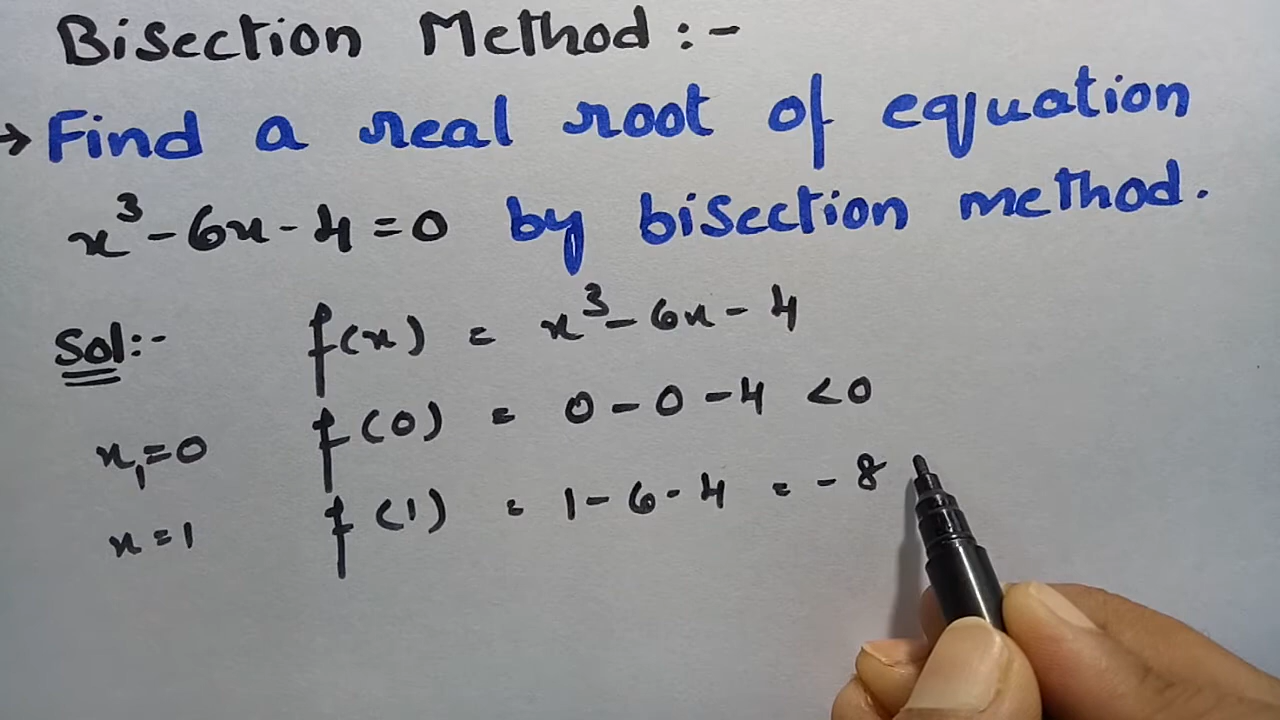 Bisection Method :-
→ Find a real root of equation
x³ - 6x - 4 = 0 by bisection method.
Sol:- f(x) = x³ - 6x - 4
x₁=0 f(0) = 0 - 0 - 4 < 0
x=1 f(1) = 1 - 6 - 4 = -8